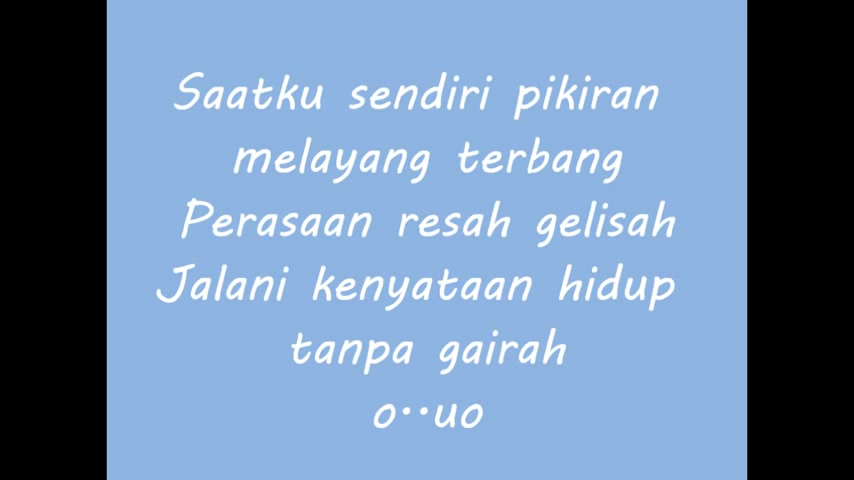 Saatku sendiri pikiran
melayang terbang
Perasaan resah gelisah
Jalani kenyataan hidup
tanpa gairah
o..uo